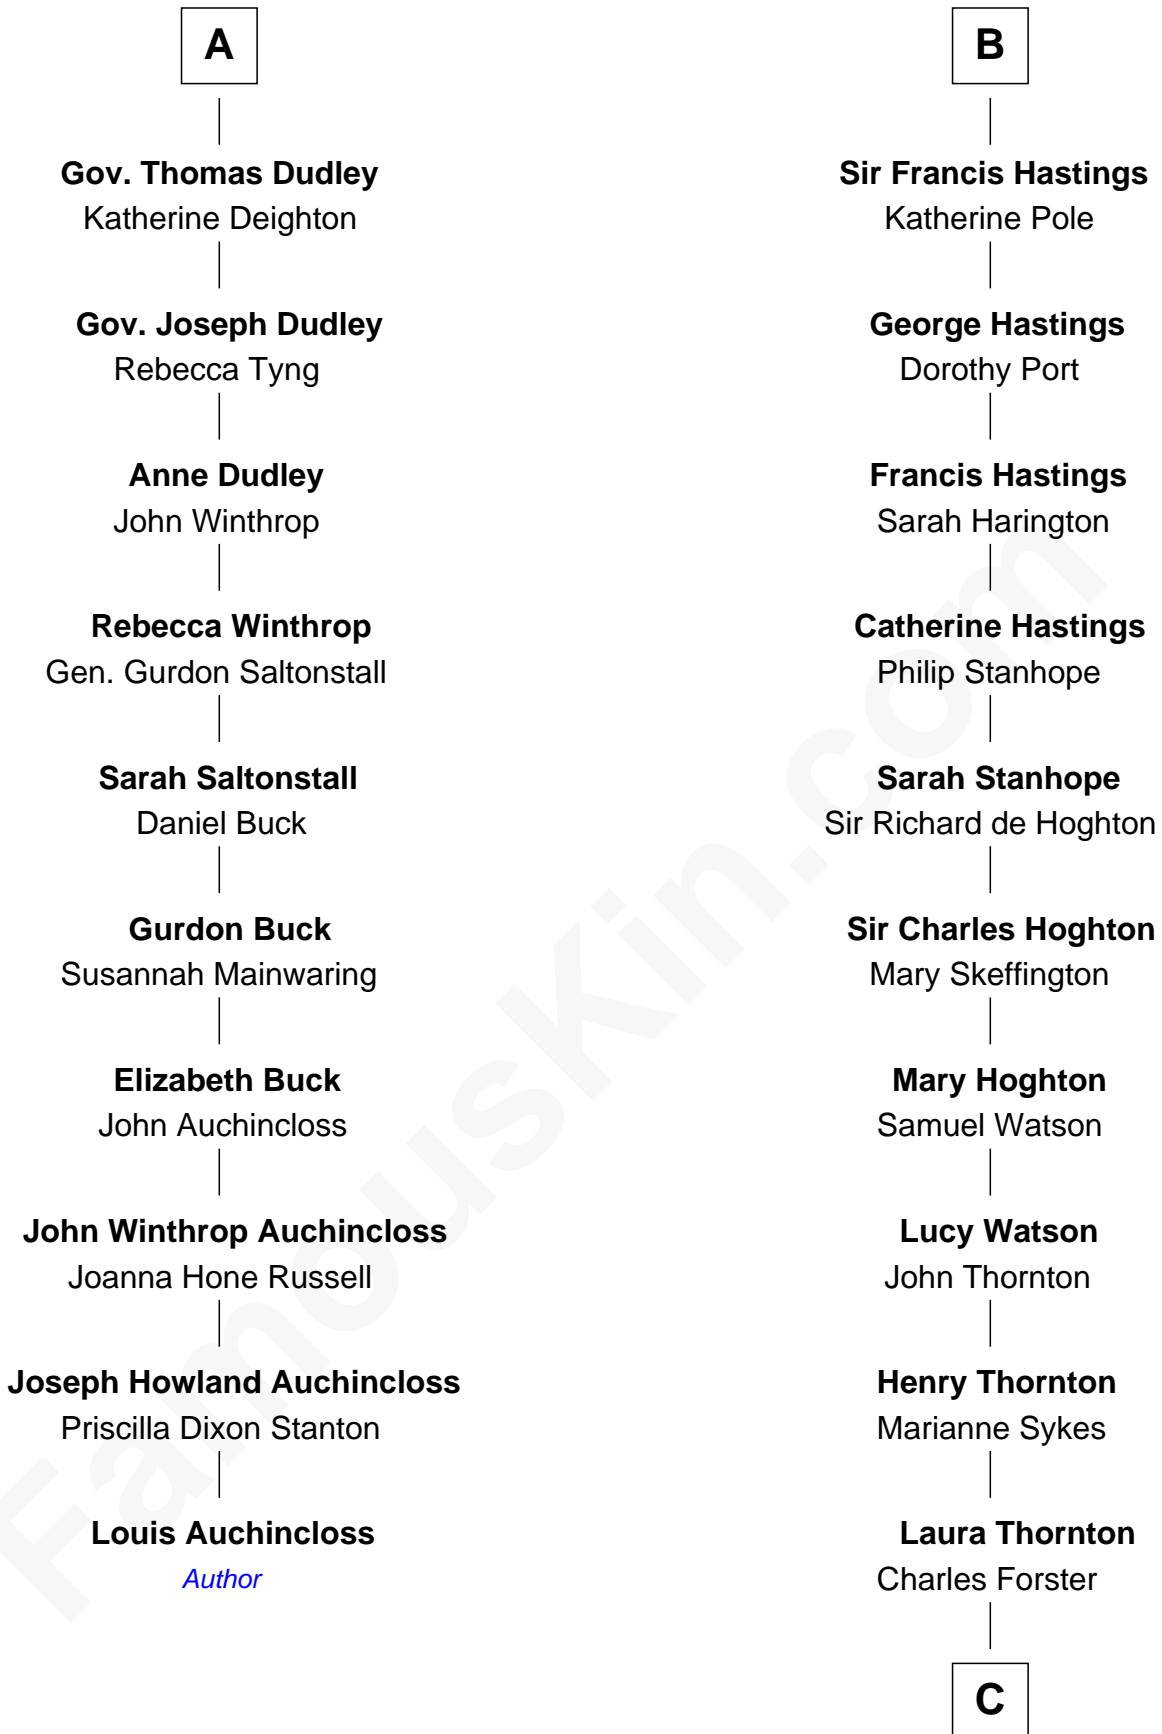 A
Gov. Thomas Dudley
Katherine Deighton
Gov. Joseph Dudley
Rebecca Tyng
Anne Dudley
John Winthrop
Rebecca Winthrop
Gen. Gurdon Saltonstall
Sarah Saltonstall
Daniel Buck
Gurdon Buck
Susannah Mainwaring
Elizabeth Buck
John Auchincloss
John Winthrop Auchincloss
Joanna Hone Russell
Joseph Howland Auchincloss
Priscilla Dixon Stanton
Louis Auchincloss
Author
B
Sir Francis Hastings
Katherine Pole
George Hastings
Dorothy Port
Francis Hastings
Sarah Harington
Catherine Hastings
Philip Stanhope
Sarah Stanhope
Sir Richard de Hoghton
Sir Charles Hoghton
Mary Skeffington
Mary Hoghton
Samuel Watson
Lucy Watson
John Thornton
Henry Thornton
Marianne Sykes
Laura Thornton
Charles Forster
C
FamousKin.com